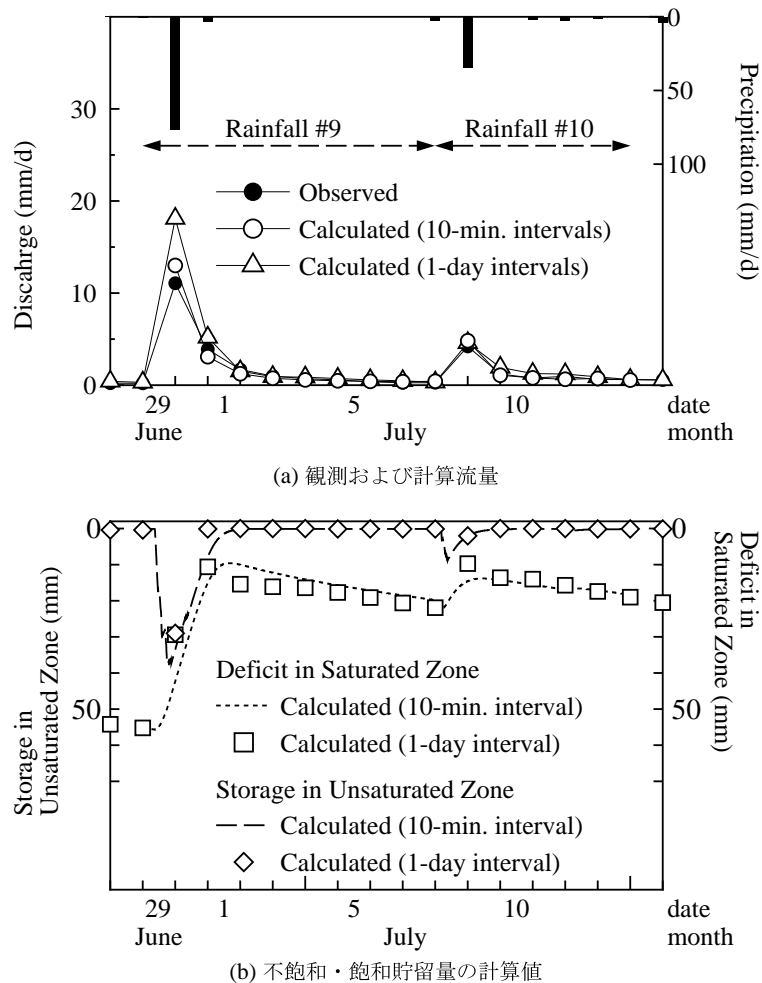 0
50
100
Precipitation (mm/d)
30
20
10
0
Discahrge (mm/d)
Rainfall #9
Rainfall #10
Observed
Calculated (10-min. intervals)
Calculated (1-day intervals)
29 1 5 10 date
June July month
(a) 観測および計算流量
0
50
Storage in
Unsaturated Zone (mm)
0
50
Deficit in
Saturated Zone (mm)
Deficit in Saturated Zone
Calculated (10-min. interval)
Calculated (1-day interval)
Storage in Unsaturated Zone
Calculated (10-min. interval)
Calculated (1-day interval)
29 1 5 10 date
June July month
(b) 不飽和・飽和貯留量の計算値